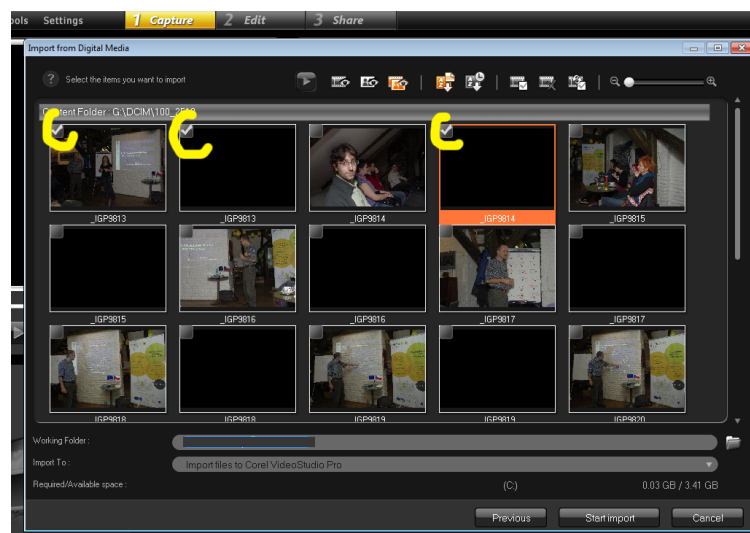 ools Settings 1 Capture 2 Edit 3 Share
Import from Digital Media
? Select the items you want to import
Content Folder : G:\DCIM\100_
_IGP9813 _IGP9813 _IGP9814 _IGP9814 _IGP9815
_IGP9815 _IGP9816 _IGP9816 _IGP9817 _IGP9817
IGP9818 IGP9818 IGP9819 IGP9819 IGP9820
Working Folder :
Import To : Import files to Corel VideoStudio Pro
Required/Available space : (C:) 0.03 GB / 3.41 GB
Previous Start import Cancel